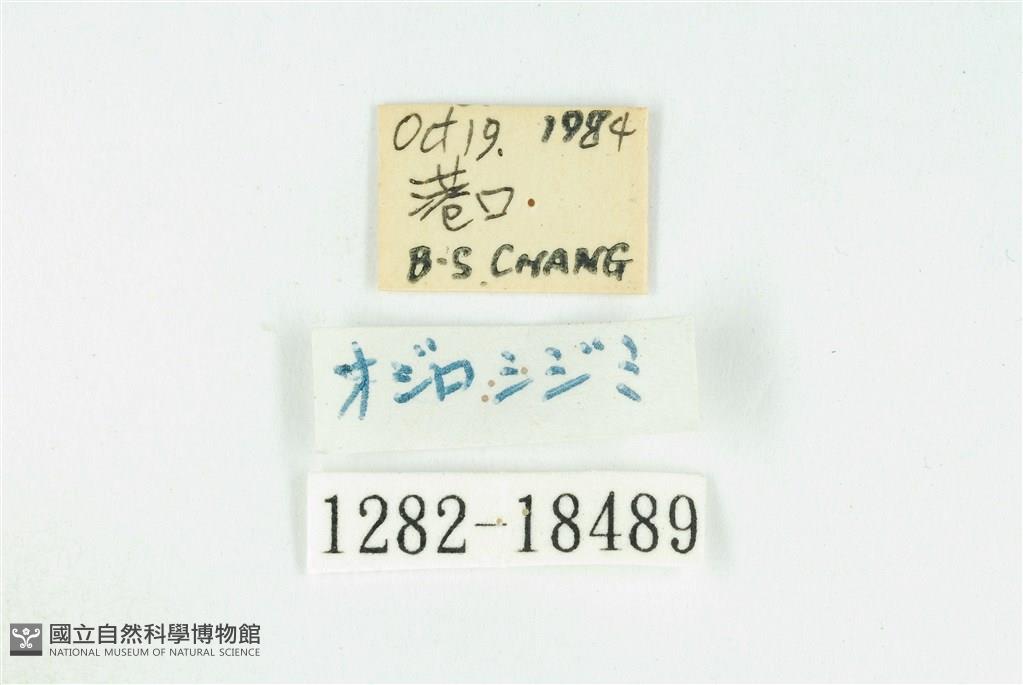 Oct 19. 1984
港口
B-S. CHANG
オジロシジミ
1282-18489
國立自然科學博物館
NATIONAL MUSEUM OF NATURAL SCIENCE